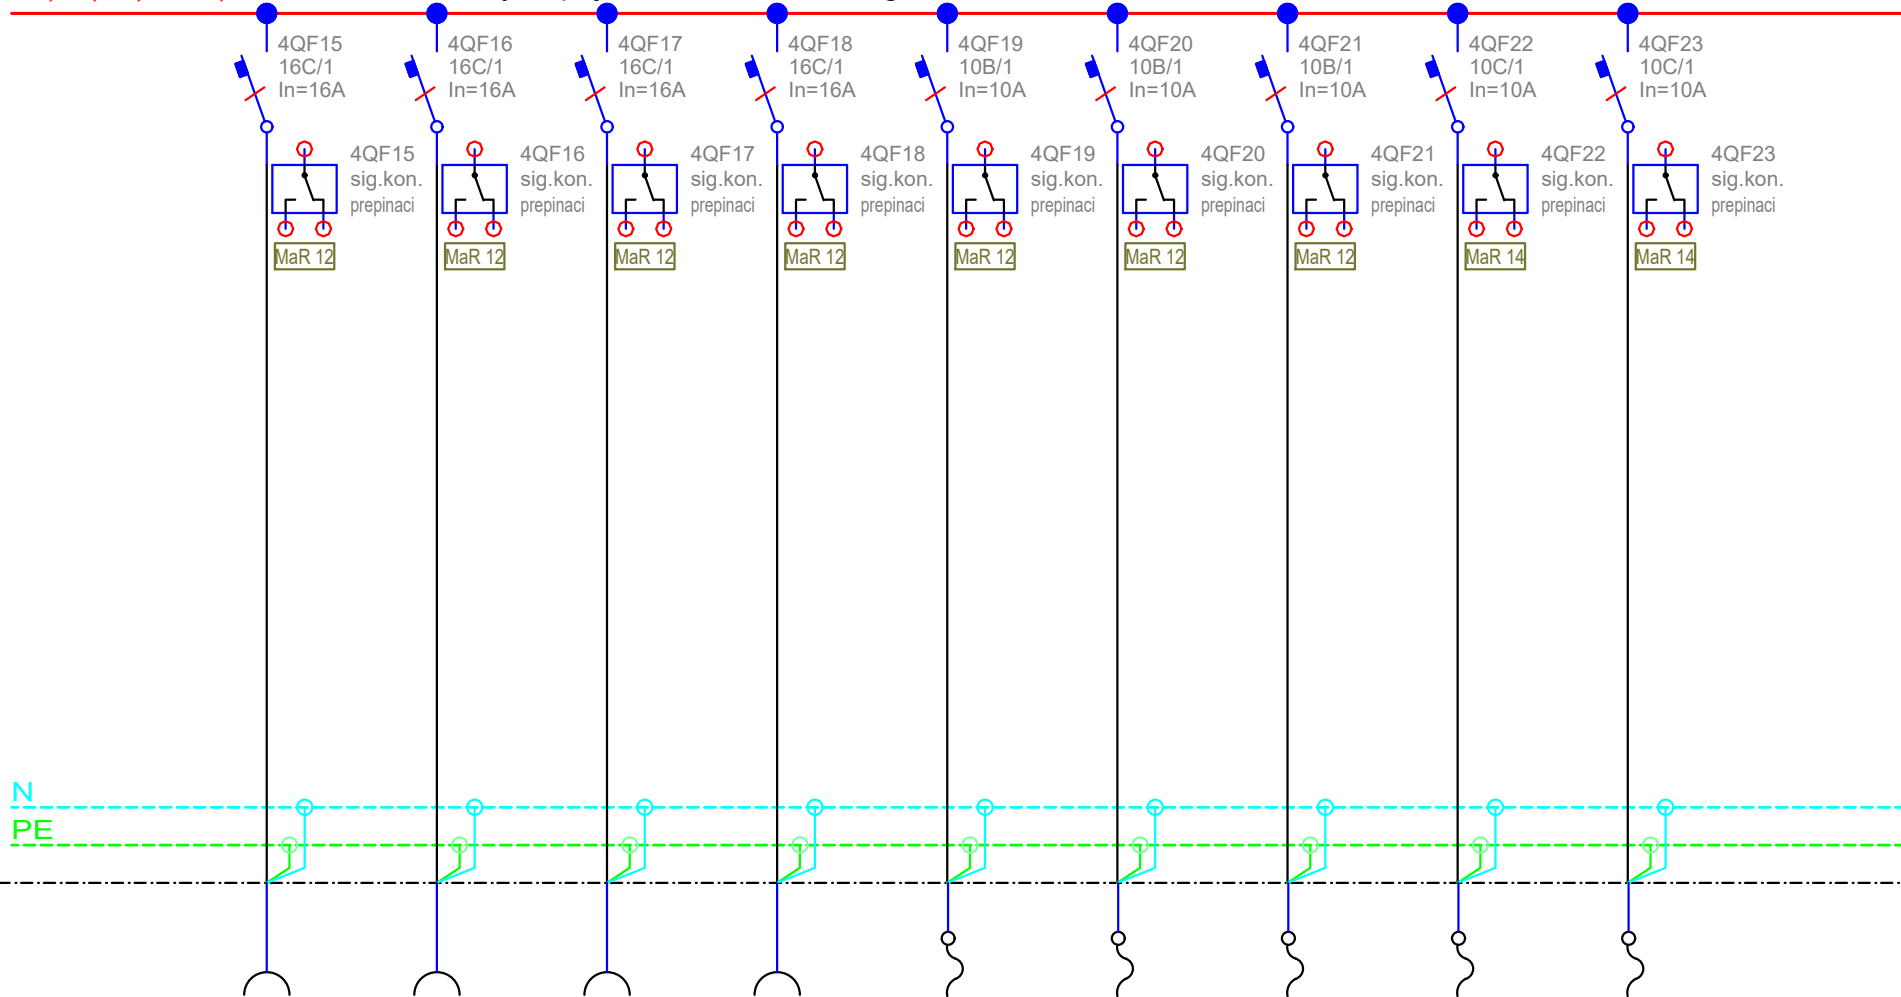 4QF15
16C/1
In=16A
4QF16
16C/1
In=16A
4QF17
16C/1
In=16A
4QF18
16C/1
In=16A
4QF19
10B/1
In=10A
4QF20
10B/1
In=10A
4QF21
10B/1
In=10A
4QF22
10C/1
In=10A
4QF23
10C/1
In=10A
4QF15
sig.kon.
prepinaci
MaR 12
4QF16
sig.kon.
prepinaci
MaR 12
4QF17
sig.kon.
prepinaci
MaR 12
4QF18
sig.kon.
prepinaci
MaR 12
4QF19
sig.kon.
prepinaci
MaR 12
4QF20
sig.kon.
prepinaci
MaR 12
4QF21
sig.kon.
prepinaci
MaR 12
4QF22
sig.kon.
prepinaci
MaR 14
4QF23
sig.kon.
prepinaci
MaR 14
N
PE